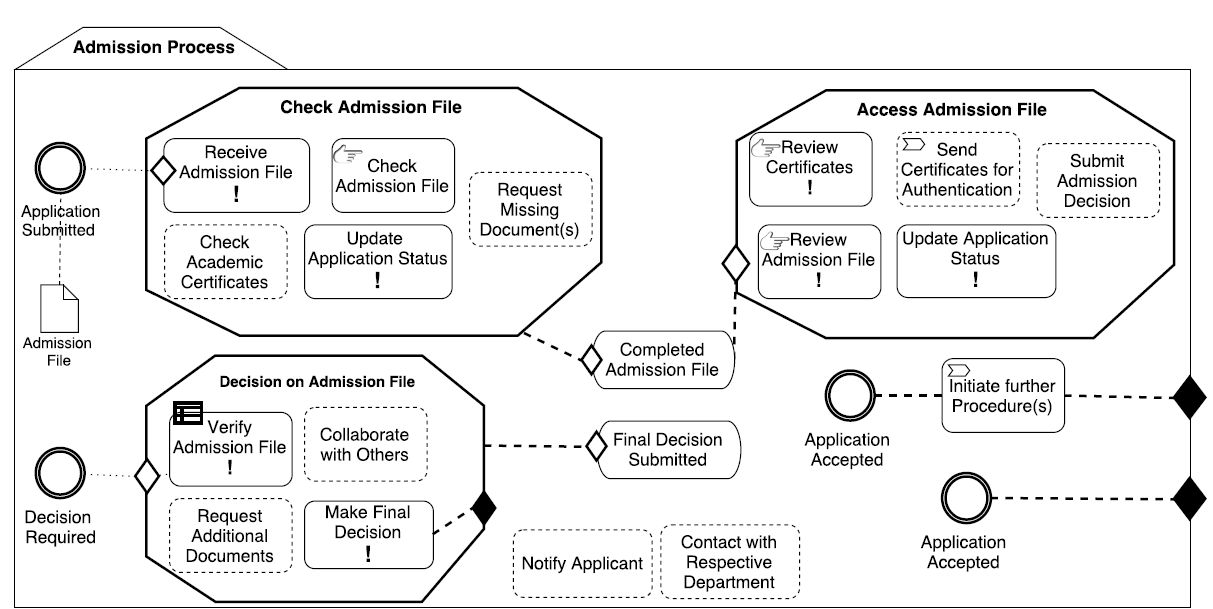 Admission Process
Check Admission File
Receive
Admission File
!
Check
Admission File
Request
Missing
Document(s)
Check
Academic
Certificates
Update
Application Status
!
Application
Submitted
Admission
File
Access Admission File
Review
Certificates
!
Send
Certificates for
Authentication
Submit
Admission
Decision
Review
Admission File
!
Update Application
Status
!
Completed
Admission File
Decision on Admission File
Verify
Admission File
!
Collaborate
with Others
Request
Additional
Documents
Make Final
Decision
!
Decision
Required
Final Decision
Submitted
Application
Accepted
Initiate further
Procedure(s)
Application
Accepted
Notify Applicant
Contact with
Respective
Department